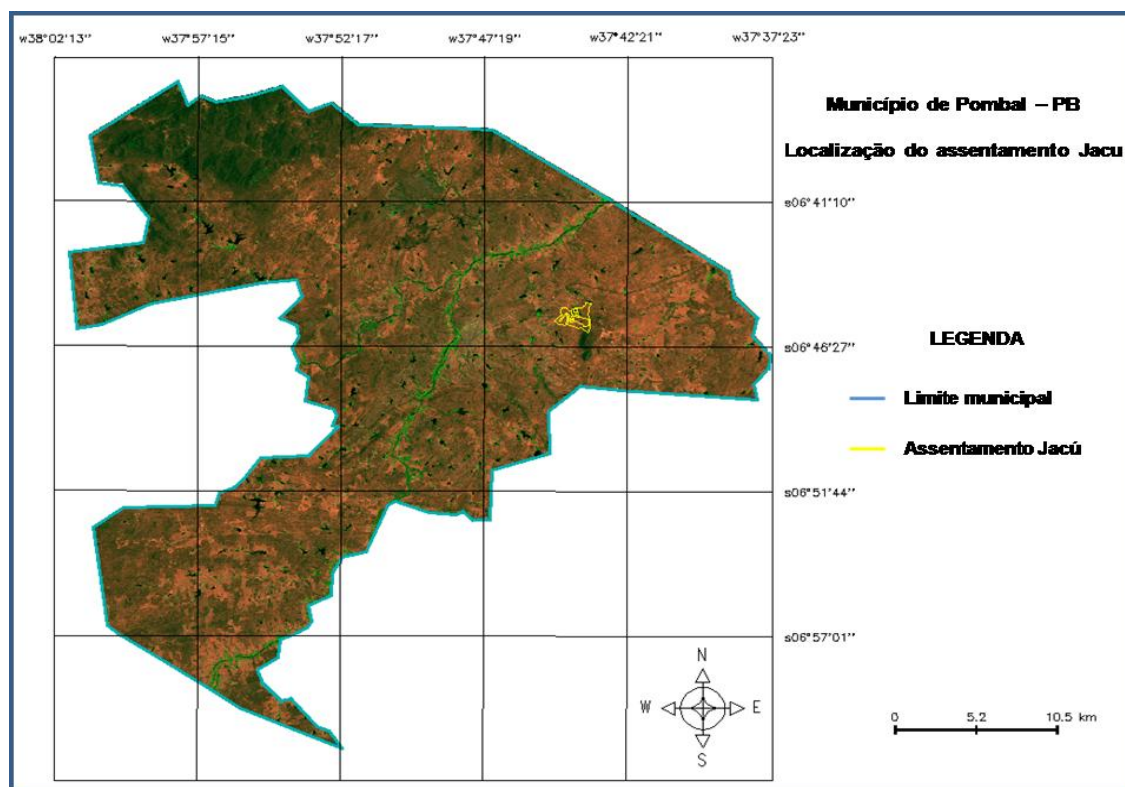 w38°02'13" w37°57'15" w37°52'17" w37°47'19" w37°42'21" w37°37'23"
Município de Pombal – PB
Localização do assentamento Jacu
s06°41'10"
s06°46'27"
LEGENDA
Limite municipal
Assentamento Jacú
s06°51'44"
s06°57'01"
N
W E
S
0 5.2 10.5 km